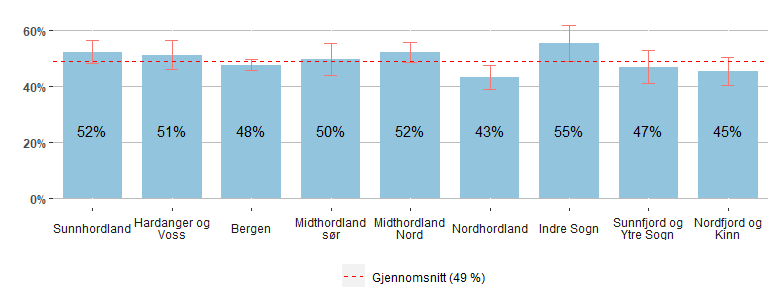 60%
40%
20%
0%
52%
51%
48%
50%
52%
43%
55%
47%
45%
Sunnhordland
Hardanger og
Voss
Bergen
Midthordland
sør
Midthordland
Nord
Nordhordland
Indre Sogn
Sunnfjord og
Ytre Sogn
Nordfjord og
Kinn
Gjennomsnitt (49 %)